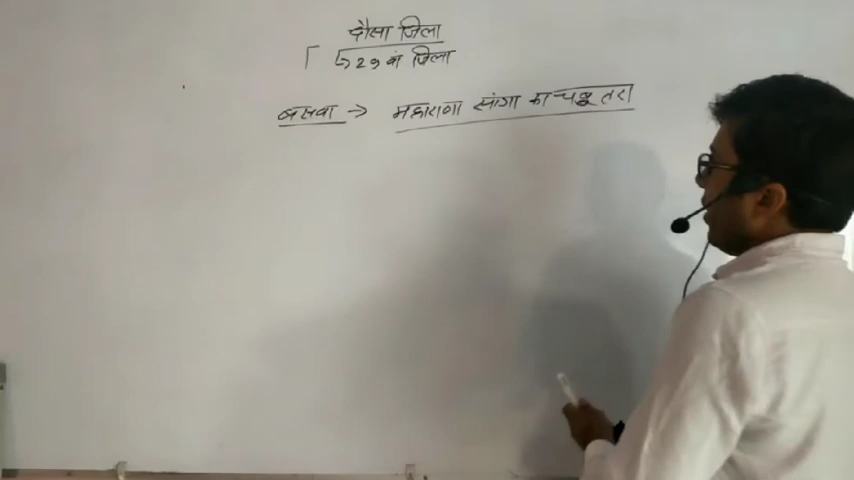 दौसा जिला
↳ 29 वां जिला
बसवा → महाराणा सांगा का चबूतरा